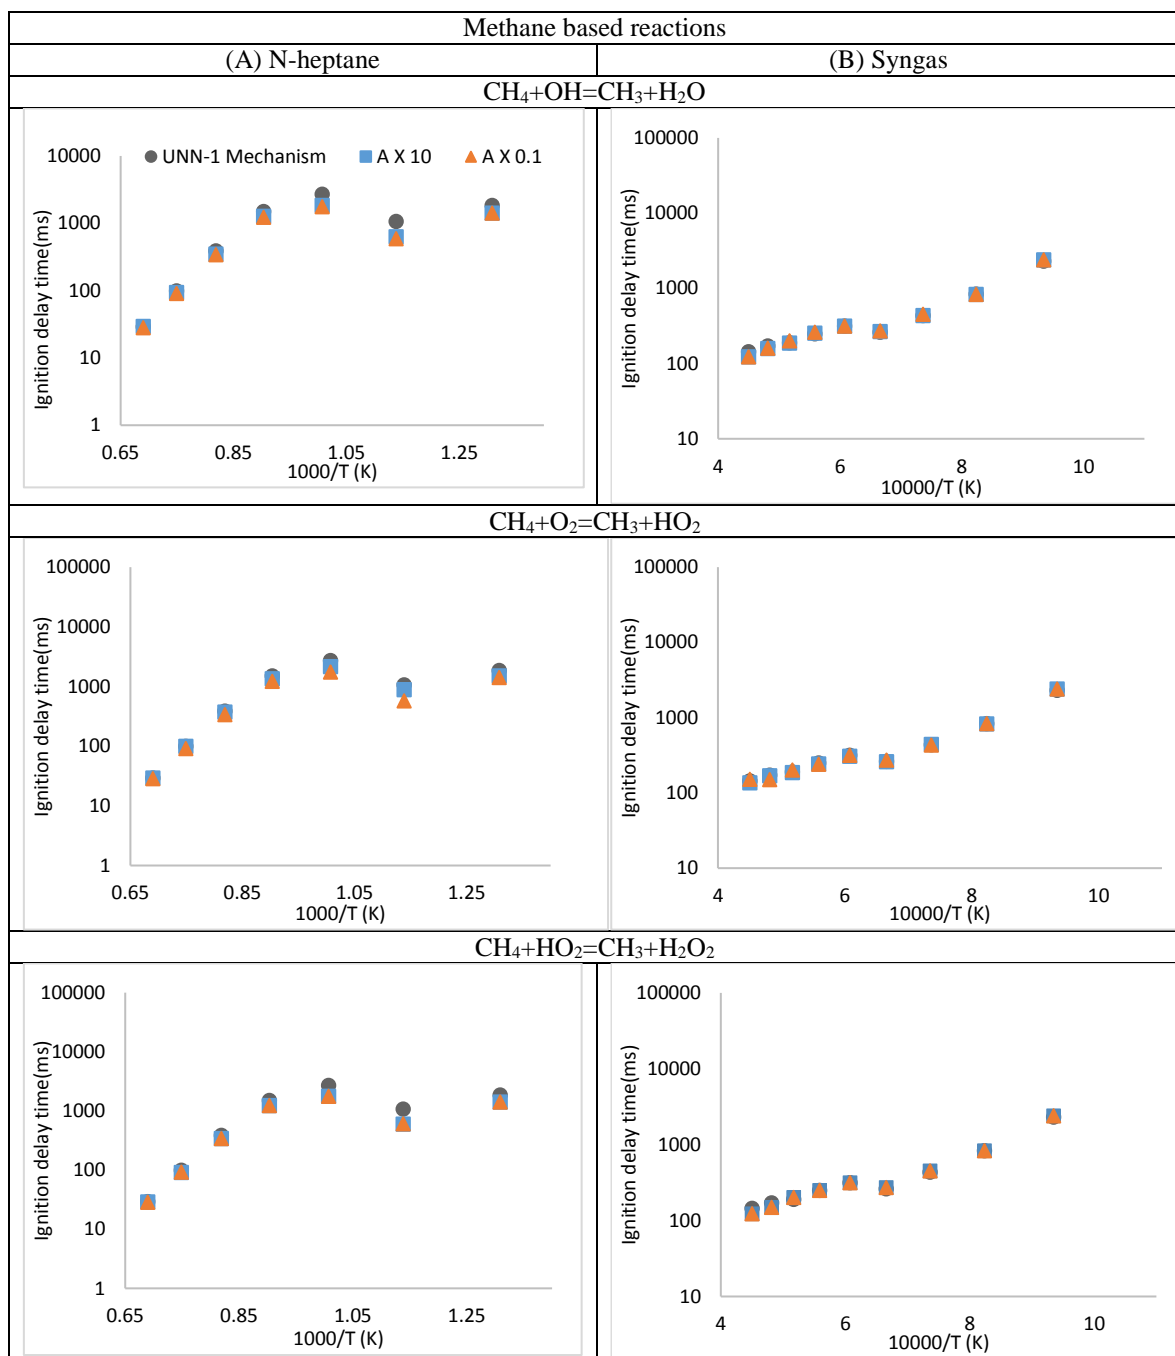 Methane based reactions
(A) N-heptane
(B) Syngas
CH₄+OH=CH₃+H₂O
Ignition delay time(ms)
10000
1000
100
10
1
UNN-1 Mechanism
A X 10
A X 0.1
0.65
0.85
1.05
1.25
1000/T (K)
Ignition delay time(ms)
100000
10000
1000
100
10
4
6
8
10
10000/T (K)
CH₄+O₂=CH₃+HO₂
Ignition delay time(ms)
100000
10000
1000
100
10
1
0.65
0.85
1.05
1.25
1000/T (K)
Ignition delay time(ms)
100000
10000
1000
100
10
4
6
8
10
10000/T (K)
CH₄+HO₂=CH₃+H₂O₂
Ignition delay time(ms)
100000
10000
1000
100
10
1
0.65
0.85
1.05
1.25
1000/T (K)
Ignition delay time(ms)
100000
10000
1000
100
10
4
6
8
10
10000/T (K)